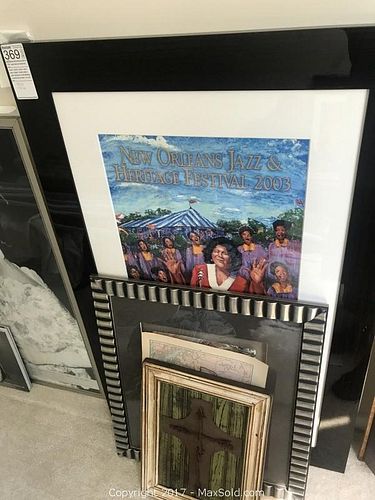 369
NEW ORLEANS JAZZ &
HERITAGE FESTIVAL 2003
Copyright 2017 - MaxSold.com